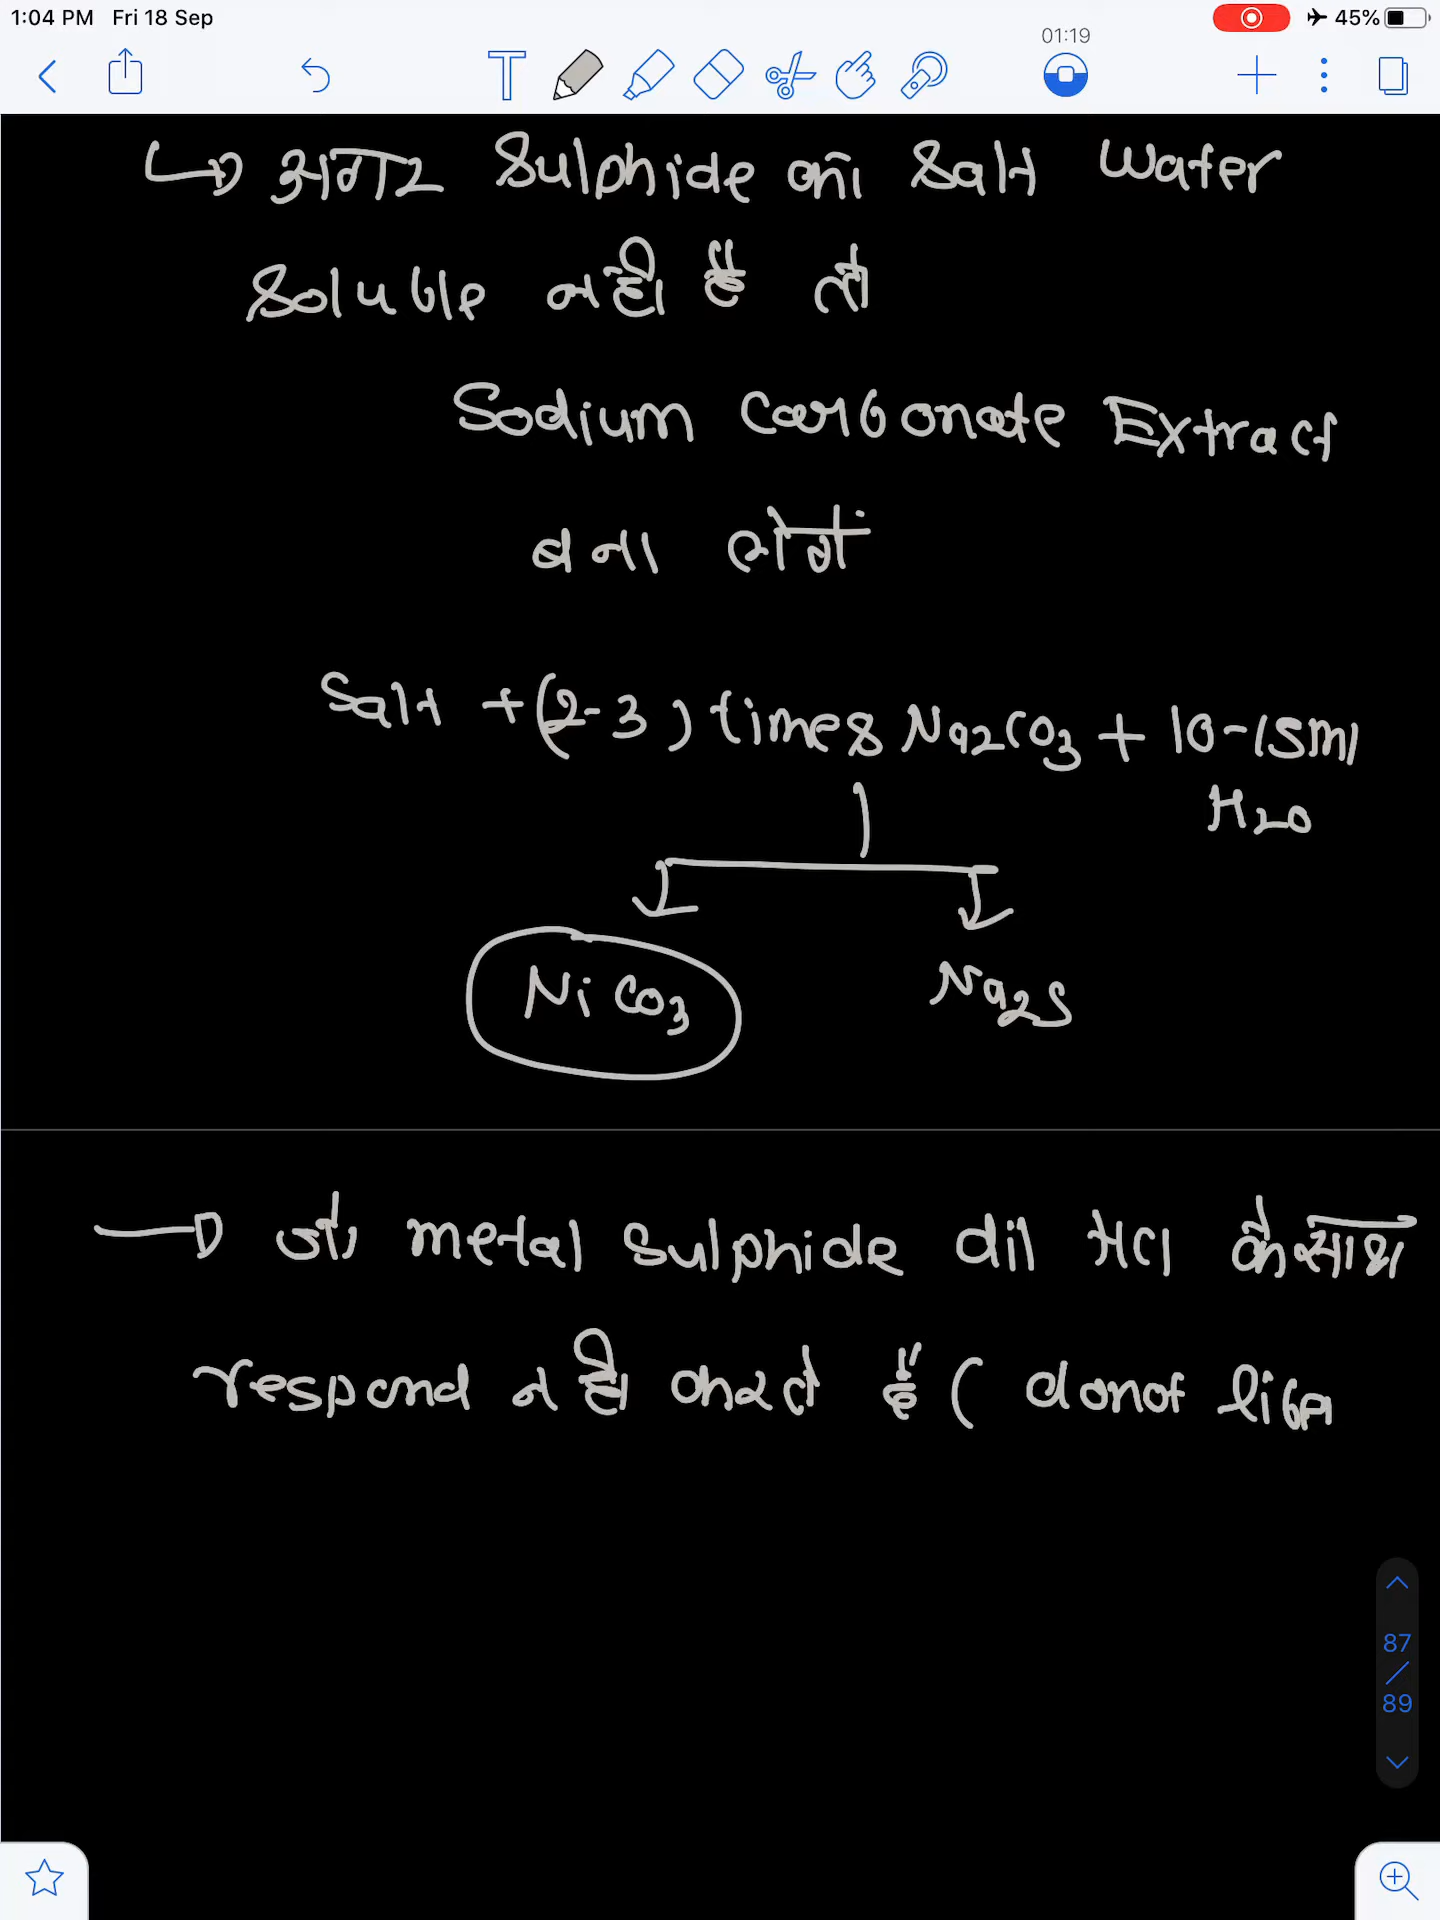 1:04 PM Fri 18 Sep
45%
01:19
T
↳ अगर Sulphide का Salt Water
Soluble नही है तो
Sodium Carbonate Extract
बना लेगें
Salt + (2-3) times Na2CO3 + 10-15ml
H2O
NiCO3 Na2S
→ जो metal Sulphide dil HCl के साथ
respond नही करते हैं ( donot
87
/
89